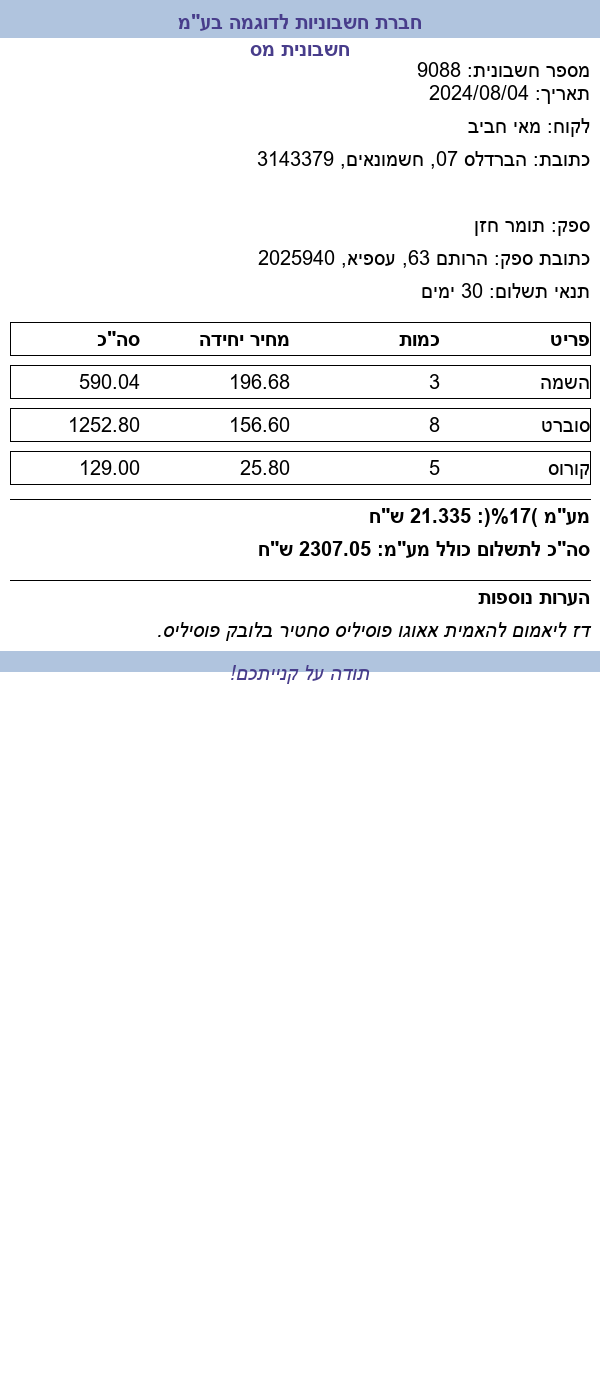 חברת חשבוניות לדוגמה בע"מ
חשבונית מס
מספר חשבונית: 9088
תאריך: 2024/08/04
לקוח: מאי חביב
כתובת: הברדלס 07, חשמונאים, 3143379
ספק: תומר חזן
כתובת ספק: הרותם 63, עספיא, 2025940
תנאי תשלום: 30 ימים
פריט כמות מחיר יחידה סה"כ
השמה 3 196.68 590.04
סוברט 8 156.60 1252.80
קורוס 5 25.80 129.00
מע"מ )17%(: 21.335 ש"ח
סה"כ לתשלום כולל מע"מ: 2307.05 ש"ח
הערות נוספות
דז ליאמום להאמית אאוגו פוסיליס סחטיר בלובק פוסיליס.
תודה על קנייתכם!